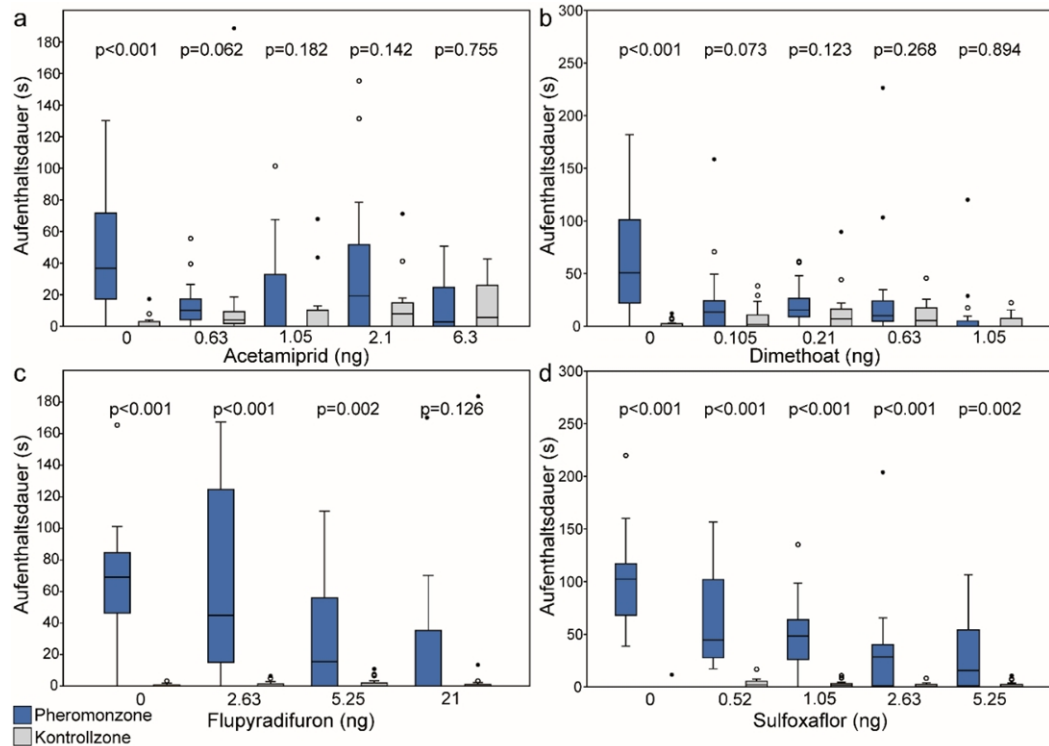 a
180
160
140
120
100
80
60
40
20
0
Aufenthaltsdauer (s)
p<0.001 p=0.062 p=0.182 p=0.142 p=0.755
0 0.63 1.05 2.1 6.3
Acetamiprid (ng)
b
300
250
200
150
100
50
0
Aufenthaltsdauer (s)
p<0.001 p=0.073 p=0.123 p=0.268 p=0.894
0 0.105 0.21 0.63 1.05
Dimethoat (ng)
c
180
160
140
120
100
80
60
40
20
0
Aufenthaltsdauer (s)
p<0.001 p<0.001 p=0.002 p=0.126
0 2.63 5.25 21
Flupyradifuron (ng)
d
300
250
200
150
100
50
0
Aufenthaltsdauer (s)
p<0.001 p<0.001 p<0.001 p<0.001 p=0.002
0 0.52 1.05 2.63 5.25
Sulfoxaflor (ng)
Pheromonzone
Kontrollzone